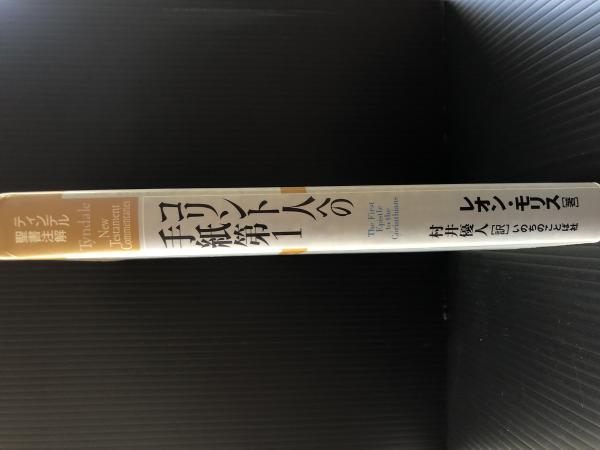 ティンデル
聖書注解
Tyndale
New
Testament
Commentaries
コリント人への
手紙第1
The First
Epistle
to the
Corinthians
レオン・モリス[著]
村井優人[訳]
いのちのことば社